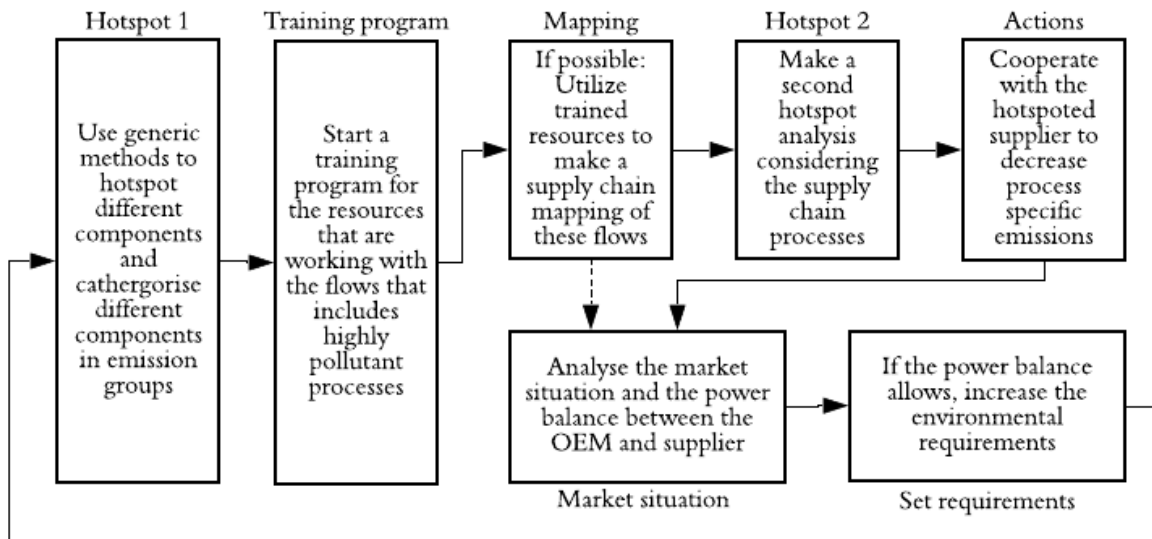 Hotspot 1
Use generic
methods to
hotspot
different
components
and
cathergorise
different
components
in emission
groups
Training program
Start a
training
program for
the resources
that are
working with
the flows that
includes
highly
pollutant
processes
Mapping
If possible:
Utilize
trained
resources to
make a
supply chain
mapping of
these flows
Hotspot 2
Make a
second
hotspot
analysis
considering
the supply
chain
processes
Actions
Cooperate
with the
hotspoted
supplier to
decrease
process
specific
emissions
Analyse the market
situation and the power
balance between the
OEM and supplier
Market situation
If the power balance
allows, increase the
environmental
requirements
Set requirements